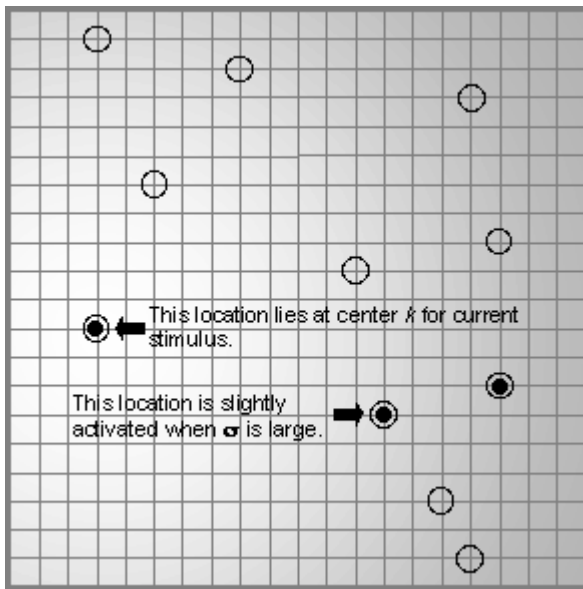 This location lies at center k for current
stimulus.
This location is slightly
activated when σ is large.